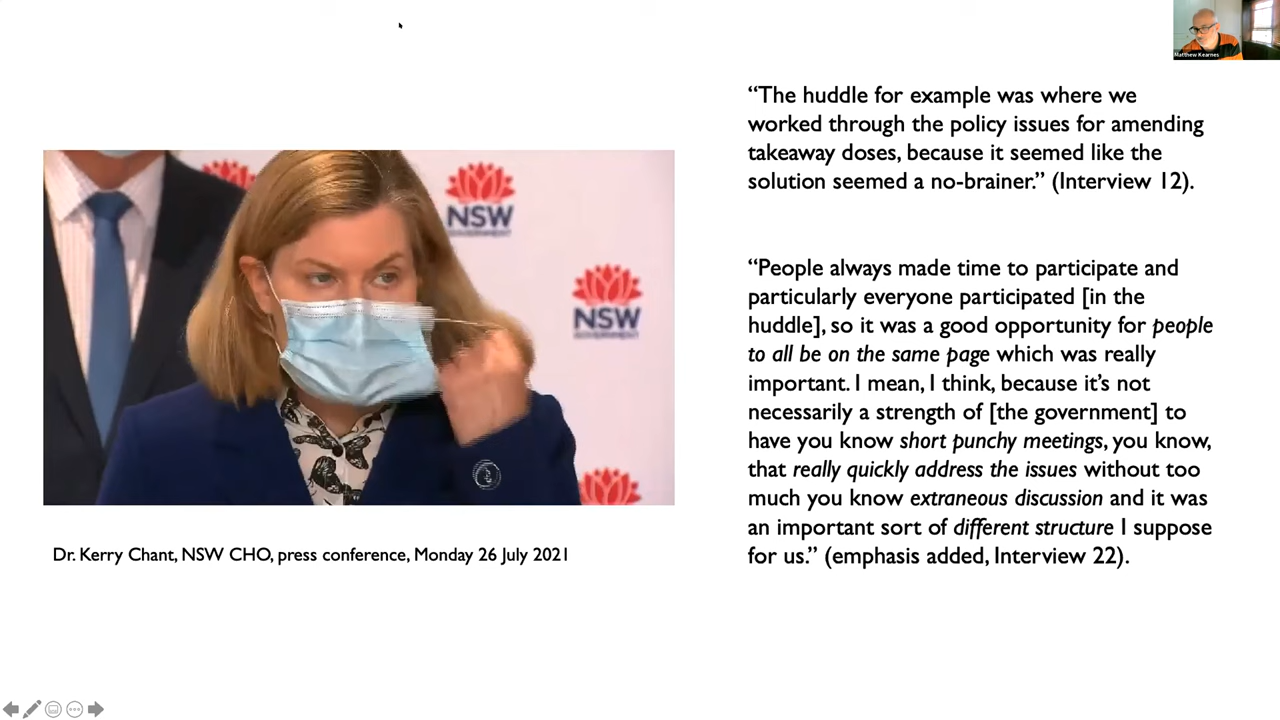 Matthew Kearnes
“The huddle for example was where we
worked through the policy issues for amending
takeaway doses, because it seemed like the
solution seemed a no-brainer.” (Interview 12).
NSW
GOVERNMENT
NSW
GOVERNMENT
“People always made time to participate and
particularly everyone participated [in the
huddle], so it was a good opportunity for people
to all be on the same page which was really
important. I mean, I think, because it’s not
necessarily a strength of [the government] to
have you know short punchy meetings, you know,
that really quickly address the issues without too
much you know extraneous discussion and it was
an important sort of different structure I suppose
for us.” (emphasis added, Interview 22).
Dr. Kerry Chant, NSW CHO, press conference, Monday 26 July 2021